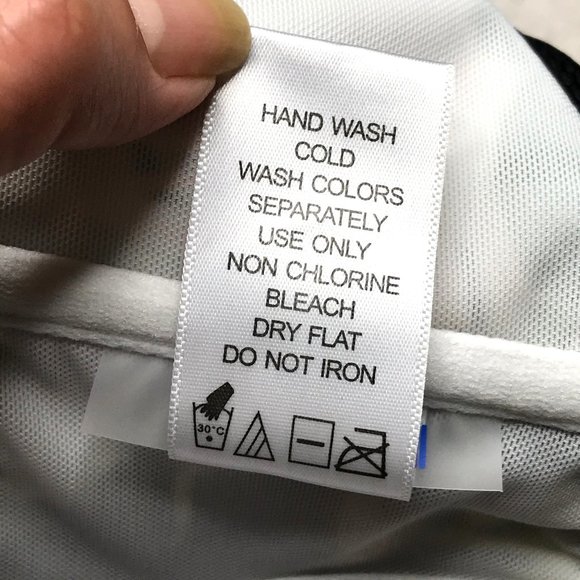 HAND WASH
COLD
WASH COLORS
SEPARATELY
USE ONLY
NON CHLORINE
BLEACH
DRY FLAT
DO NOT IRON
30°C